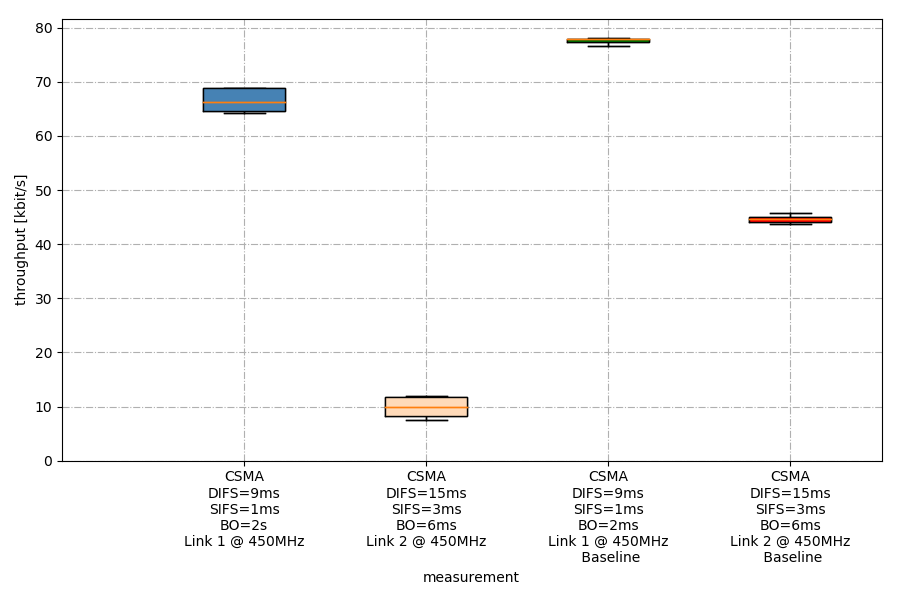 80
70
60
50
40
30
20
10
0
throughput [kbit/s]
CSMA
DIFS=9ms
SIFS=1ms
BO=2s
Link 1 @ 450MHz
CSMA
DIFS=15ms
SIFS=3ms
BO=6ms
Link 2 @ 450MHz
CSMA
DIFS=9ms
SIFS=1ms
BO=2ms
Link 1 @ 450MHz
Baseline
CSMA
DIFS=15ms
SIFS=3ms
BO=6ms
Link 2 @ 450MHz
Baseline
measurement